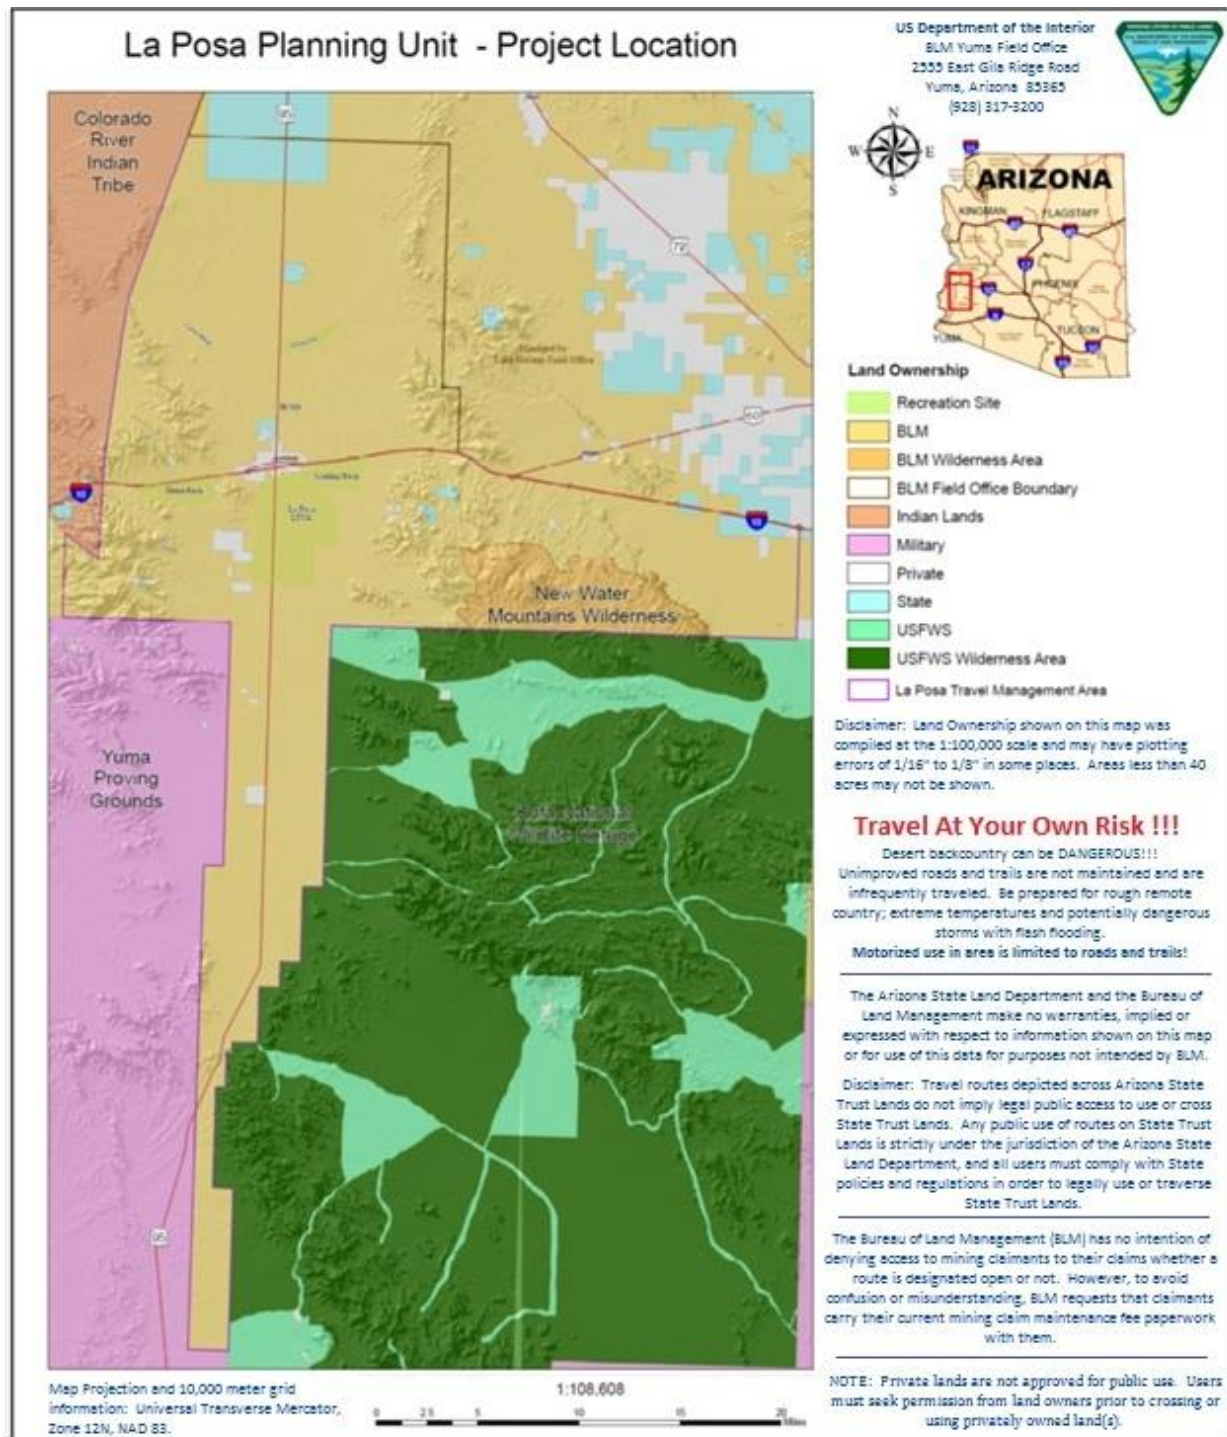 La Posa Planning Unit - Project Location
US Department of the Interior
BLM Yuma Field Office
2555 East Gila Ridge Road
Yuma, Arizona 85365
(928) 317-3200
N
W E
S
ARIZONA
KINGMAN FLAGSTAFF
PHOENIX
TUCSON
YUMA
Colorado
River
Indian
Tribe
95
72
60
10
10
New Water
Mountains Wilderness
Yuma
Proving
Grounds
95
Land Ownership
Recreation Site
BLM
BLM Wilderness Area
BLM Field Office Boundary
Indian Lands
Military
Private
State
USFWS
USFWS Wilderness Area
La Posa Travel Management Area
Disclaimer: Land Ownership shown on this map was
compiled at the 1:100,000 scale and may have plotting
errors of 1/16" to 1/8" in some places. Areas less than 40
acres may not be shown.
Travel At Your Own Risk !!!
Desert backcountry can be DANGEROUS!!!
Unimproved roads and trails are not maintained and are
infrequently traveled. Be prepared for rough remote
country; extreme temperatures and potentially dangerous
storms with flash flooding.
Motorized use in area is limited to roads and trails!
The Arizona State Land Department and the Bureau of
Land Management make no warranties, implied or
expressed with respect to information shown on this map
or for use of this data for purposes not intended by BLM.
Disclaimer: Travel routes depicted across Arizona State
Trust Lands do not imply legal public access to use or cross
State Trust Lands. Any public use of routes on State Trust
Lands is strictly under the jurisdiction of the Arizona State
Land Department, and all users must comply with State
policies and regulations in order to legally use or traverse
State Trust Lands.
The Bureau of Land Management (BLM) has no intention of
denying access to mining claimants to their claims whether a
route is designated open or not. However, to avoid
confusion or misunderstanding, BLM requests that claimants
carry their current mining claim maintenance fee paperwork
with them.
NOTE: Private lands are not approved for public use. Users
must seek permission from land owners prior to crossing or
using privately owned land(s).
Map Projection and 10,000 meter grid
information: Universal Transverse Mercator,
Zone 12N, NAD 83.
1:108,608
0 2.5 5 10 15 20
Miles